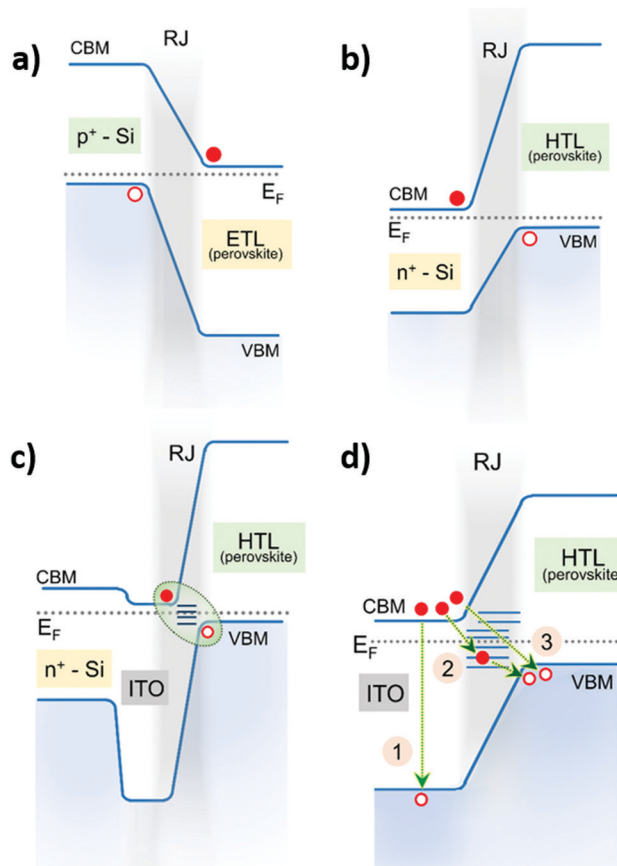 a)
RJ
CBM
p⁺ - Si
E_F
ETL
(perovskite)
VBM
b)
RJ
HTL
(perovskite)
CBM
E_F
VBM
n⁺ - Si
c)
RJ
HTL
(perovskite)
CBM
E_F
VBM
n⁺ - Si
ITO
d)
RJ
HTL
(perovskite)
CBM
E_F
3
2
VBM
ITO
1